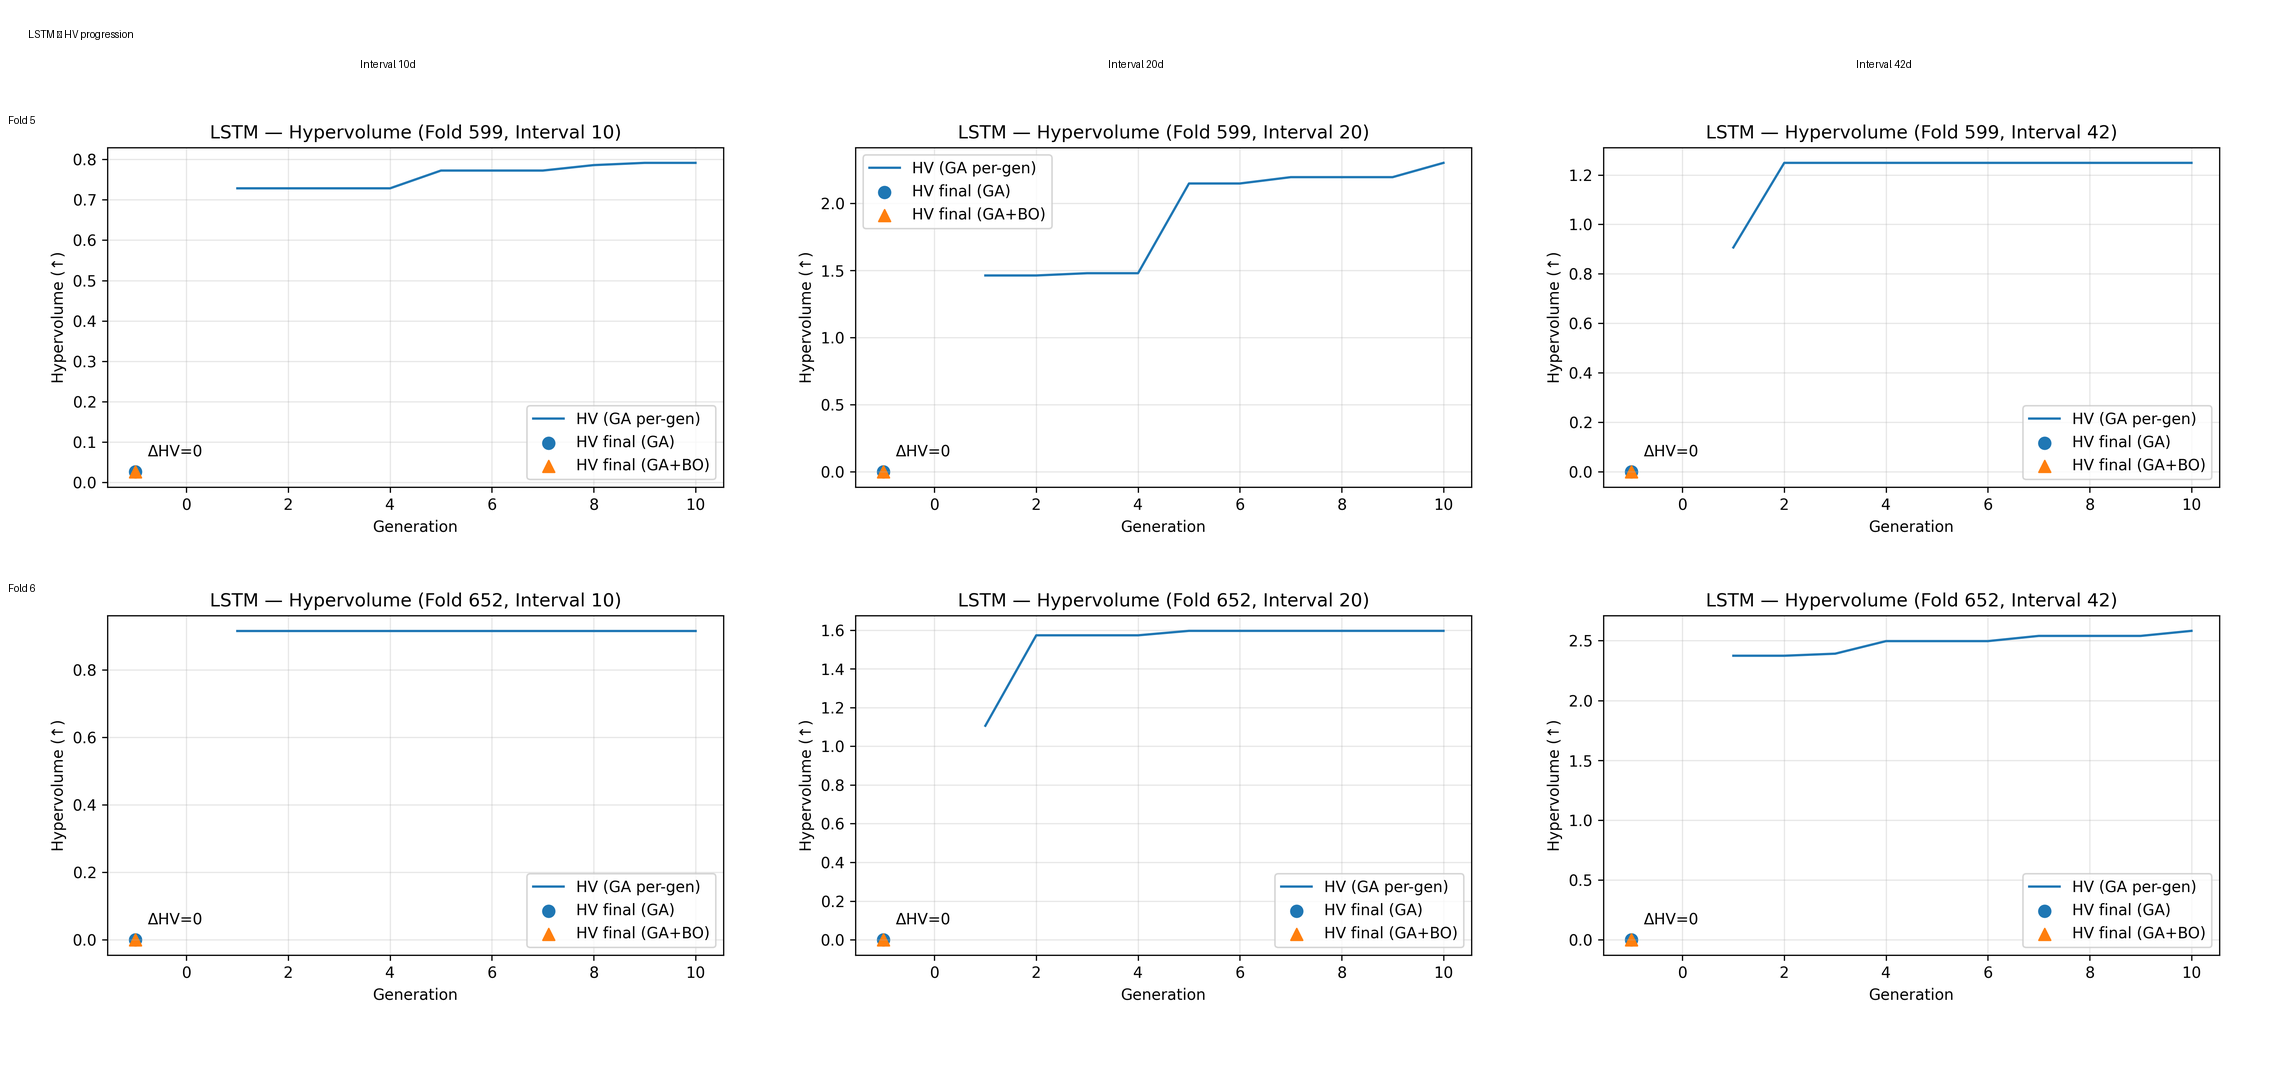 LSTM ▯ HV progression
Interval 10d
Interval 20d
Interval 42d
Fold 5
LSTM — Hypervolume (Fold 599, Interval 10)
Hypervolume (↑)
0.8
0.7
0.6
0.5
0.4
0.3
0.2
0.1
0.0
ΔHV=0
HV (GA per-gen)
HV final (GA)
HV final (GA+BO)
0 2 4 6 8 10
Generation
LSTM — Hypervolume (Fold 599, Interval 20)
Hypervolume (↑)
HV (GA per-gen)
HV final (GA)
HV final (GA+BO)
2.0
1.5
1.0
0.5
0.0
ΔHV=0
0 2 4 6 8 10
Generation
LSTM — Hypervolume (Fold 599, Interval 42)
Hypervolume (↑)
1.2
1.0
0.8
0.6
0.4
0.2
0.0
ΔHV=0
HV (GA per-gen)
HV final (GA)
HV final (GA+BO)
0 2 4 6 8 10
Generation
Fold 6
LSTM — Hypervolume (Fold 652, Interval 10)
Hypervolume (↑)
0.8
0.6
0.4
0.2
0.0
ΔHV=0
HV (GA per-gen)
HV final (GA)
HV final (GA+BO)
0 2 4 6 8 10
Generation
LSTM — Hypervolume (Fold 652, Interval 20)
Hypervolume (↑)
1.6
1.4
1.2
1.0
0.8
0.6
0.4
0.2
0.0
ΔHV=0
HV (GA per-gen)
HV final (GA)
HV final (GA+BO)
0 2 4 6 8 10
Generation
LSTM — Hypervolume (Fold 652, Interval 42)
Hypervolume (↑)
2.5
2.0
1.5
1.0
0.5
0.0
ΔHV=0
HV (GA per-gen)
HV final (GA)
HV final (GA+BO)
0 2 4 6 8 10
Generation